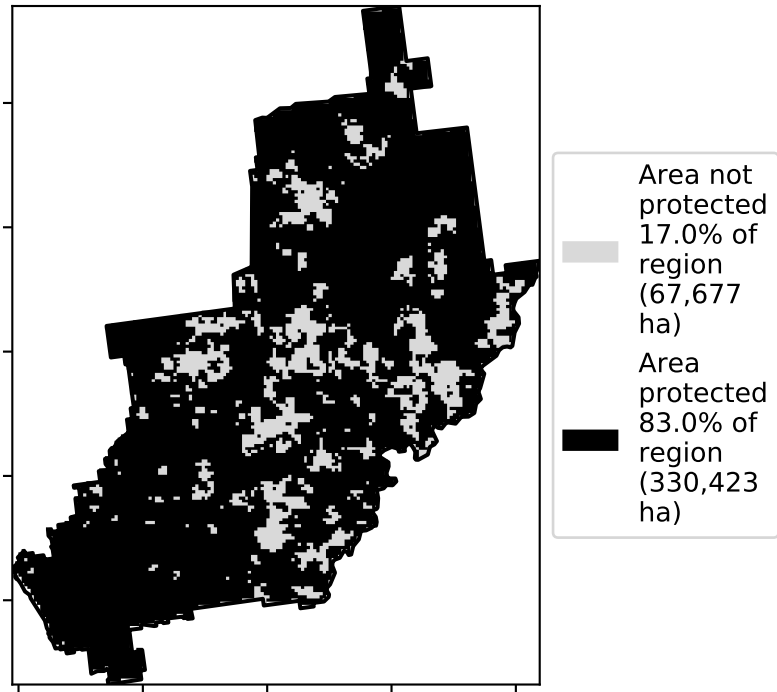 Area not
protected
17.0% of
region
(67,677
ha)
Area
protected
83.0% of
region
(330,423
ha)